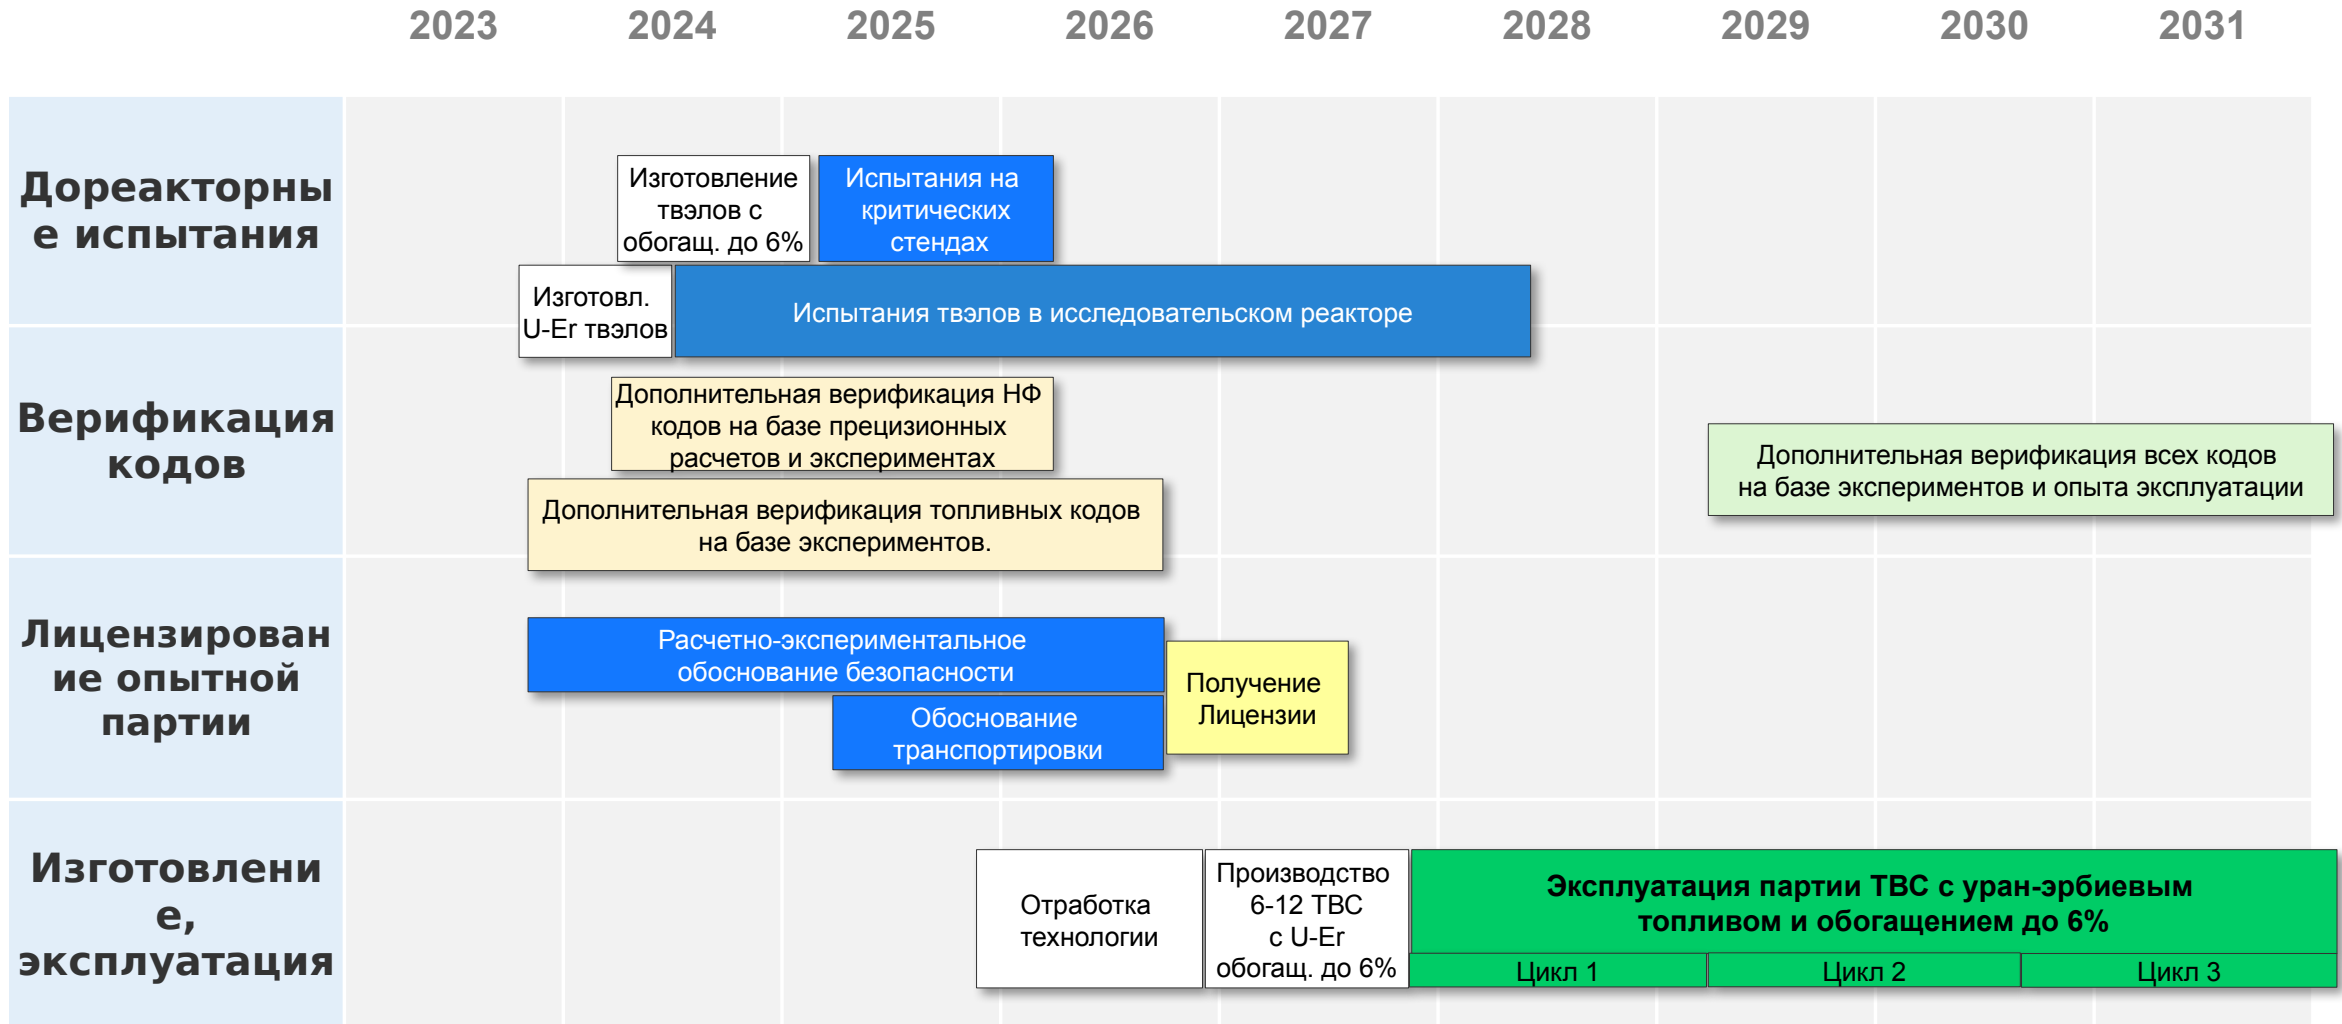 2023 2024 2025 2026 2027 2028 2029 2030 2031
Дореакторны
е испытания
Изготовление
твэлов с
обогащ. до 6%
Испытания на
критических
стендах
Изготовл.
U-Er твэлов
Испытания твэлов в исследовательском реакторе
Верификация
кодов
Дополнительная верификация НФ
кодов на базе прецизионных
расчетов и экспериментах
Дополнительная верификация всех кодов
на базе экспериментов и опыта эксплуатации
Дополнительная верификация топливных кодов
на базе экспериментов.
Лицензирован
ие опытной
партии
Расчетно-экспериментальное
обоснование безопасности
Обоснование
транспортировки
Получение
Лицензии
Изготовлени
е,
эксплуатация
Отработка
технологии
Производство
6-12 ТВС
с U-Er
обогащ. до 6%
Эксплуатация партии ТВС с уран-эрбиевым
топливом и обогащением до 6%
Цикл 1
Цикл 2
Цикл 3